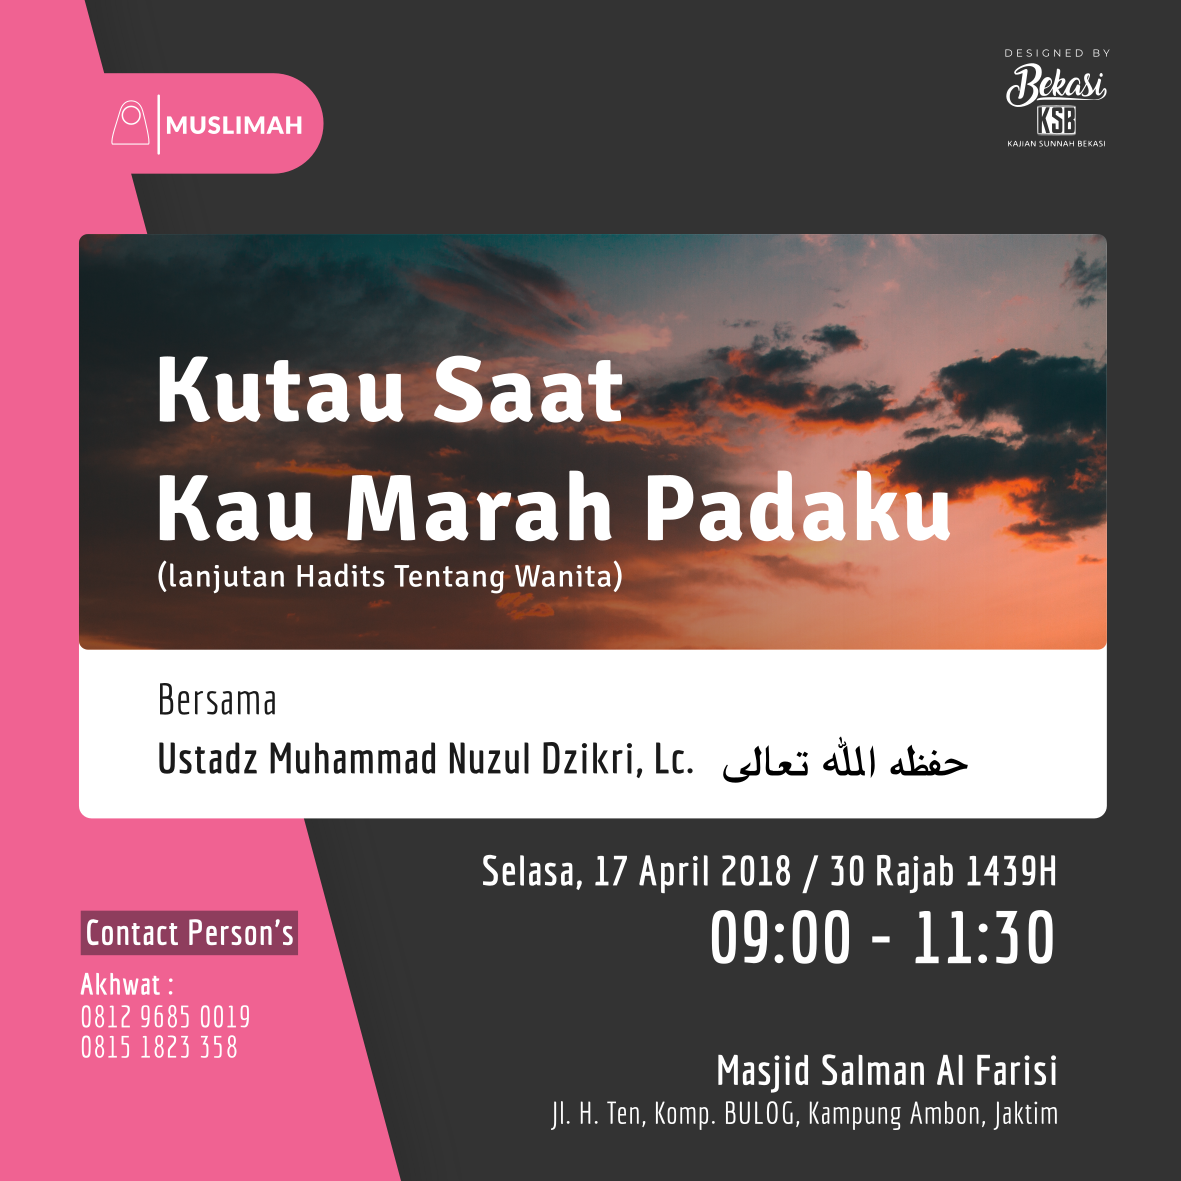 DESIGNED BY
Bekasi
KSB
KAJIAN SUNNAH BEKASI
MUSLIMAH
Kutau Saat
Kau Marah Padaku
(lanjutan Hadits Tentang Wanita)
Bersama
Ustadz Muhammad Nuzul Dzikri, Lc. حفظه الله تعالى
Selasa, 17 April 2018 / 30 Rajab 1439H
09:00 - 11:30
Contact Person's
Akhwat :
0812 9685 0019
0815 1823 358
Masjid Salman Al Farisi
Jl. H. Ten, Komp. BULOG, Kampung Ambon, Jaktim